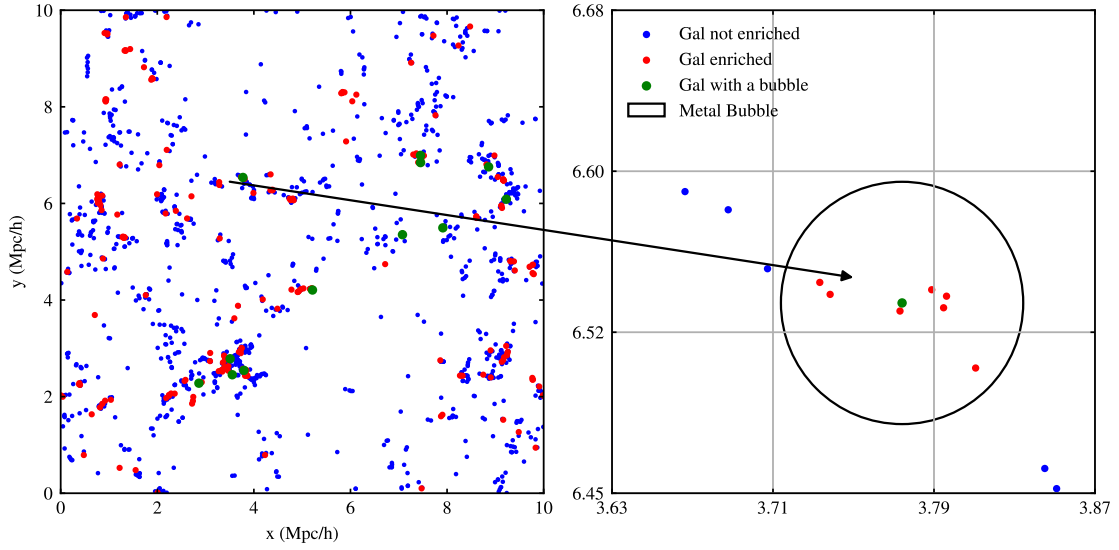 10
8
6
4
2
0
y (Mpc/h)
0 2 4 6 8 10
x (Mpc/h)
6.68
6.60
6.52
6.45
3.63 3.71 3.79 3.87
Gal not enriched
Gal enriched
Gal with a bubble
Metal Bubble